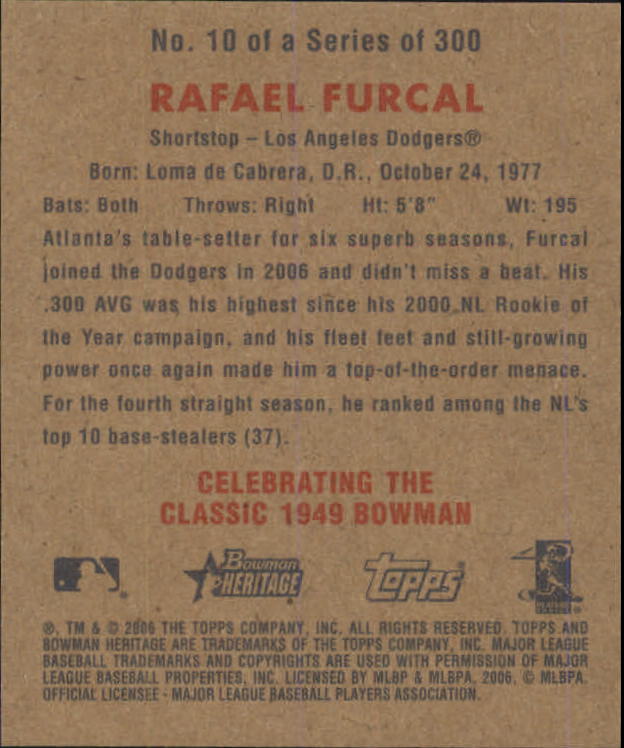 No. 10 of a Series of 300
RAFAEL FURCAL
Shortstop – Los Angeles Dodgers®
Born: Loma de Cabrera, D.R., October 24, 1977
Bats: Both Throws: Right Ht: 5'8" Wt: 195
Atlanta's table-setter for six superb seasons, Furcal
joined the Dodgers in 2006 and didn't miss a beat. His
.300 AVG was his highest since his 2000 NL Rookie of
the Year campaign, and his fleet feet and still-growing
power once again made him a top-of-the-order menace.
For the fourth straight season, he ranked among the NL's
top 10 base-stealers (37).
CELEBRATING THE
CLASSIC 1949 BOWMAN
Bowman
HERITAGE
topps
®, TM & © 2006 THE TOPPS COMPANY, INC. ALL RIGHTS RESERVED. TOPPS AND
BOWMAN HERITAGE ARE TRADEMARKS OF THE TOPPS COMPANY, INC. MAJOR LEAGUE
BASEBALL TRADEMARKS AND COPYRIGHTS ARE USED WITH PERMISSION OF MAJOR
LEAGUE BASEBALL PROPERTIES, INC. LICENSED BY MLBP & MLBPA, 2006. © MLBPA.
OFFICIAL LICENSEE - MAJOR LEAGUE BASEBALL PLAYERS ASSOCIATION.